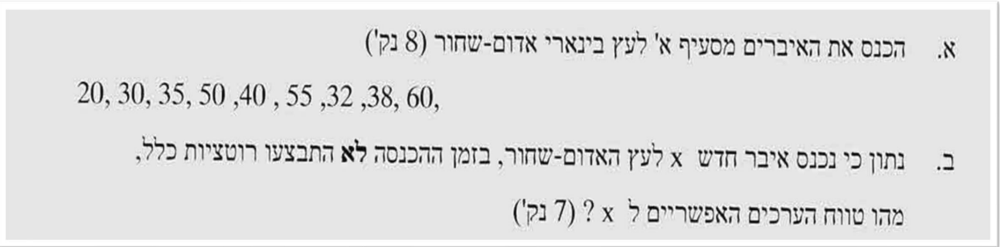 א. הכנס את האיברים מסעיף א' לעץ בינארי אדום-שחור (8 נק')
20, 30, 35, 50 ,40 , 55 ,32 ,38, 60,
ב. נתון כי נכנס איבר חדש x לעץ האדום-שחור, בזמן ההכנסה לא התבצעו רוטציות כלל,
מהו טווח הערכים האפשריים ל x ? (7 נק')